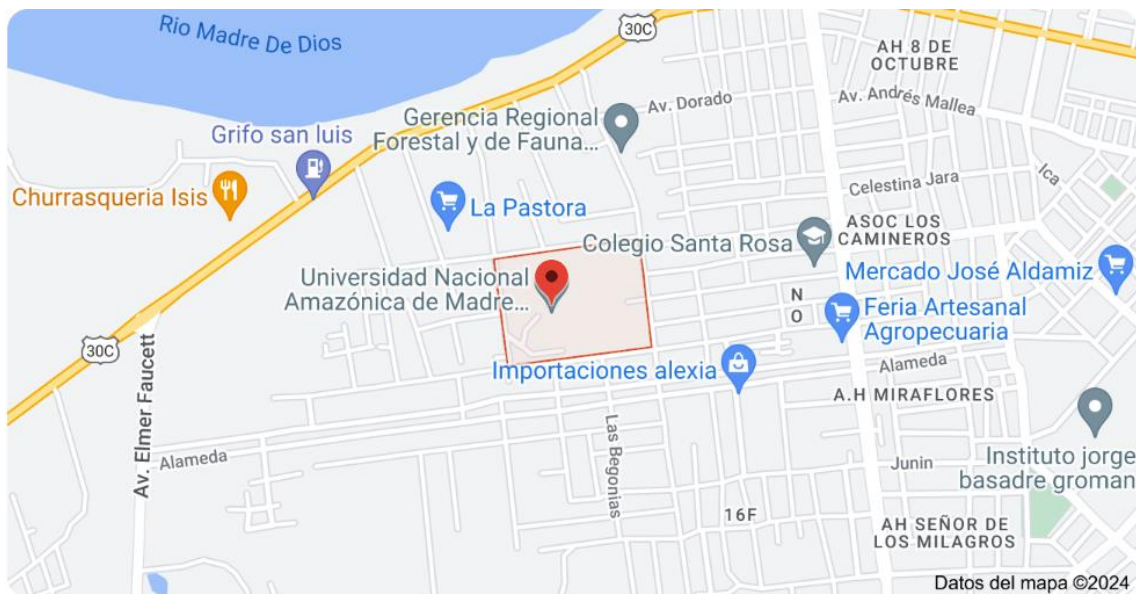 Rio Madre De Dios
30C
AH 8 DE
OCTUBRE
Av. Dorado
Av. Andrés Mallea
Gerencia Regional
Forestal y de Fauna...
Grifo san luis
Churrasqueria Isis
La Pastora
Celestina Jara
Ica
Colegio Santa Rosa
ASOC LOS
CAMINEROS
Universidad Nacional
Amazónica de Madre...
Mercado José Aldamiz
N
O
Feria Artesanal
Agropecuaria
30C
Av. Elmer Faucett
Importaciones alexia
Alameda
A.H MIRAFLORES
Las Begonias
Alameda
Junin
Instituto jorge
basadre groman
16F
AH SEÑOR DE
LOS MILAGROS
Datos del mapa ©2024